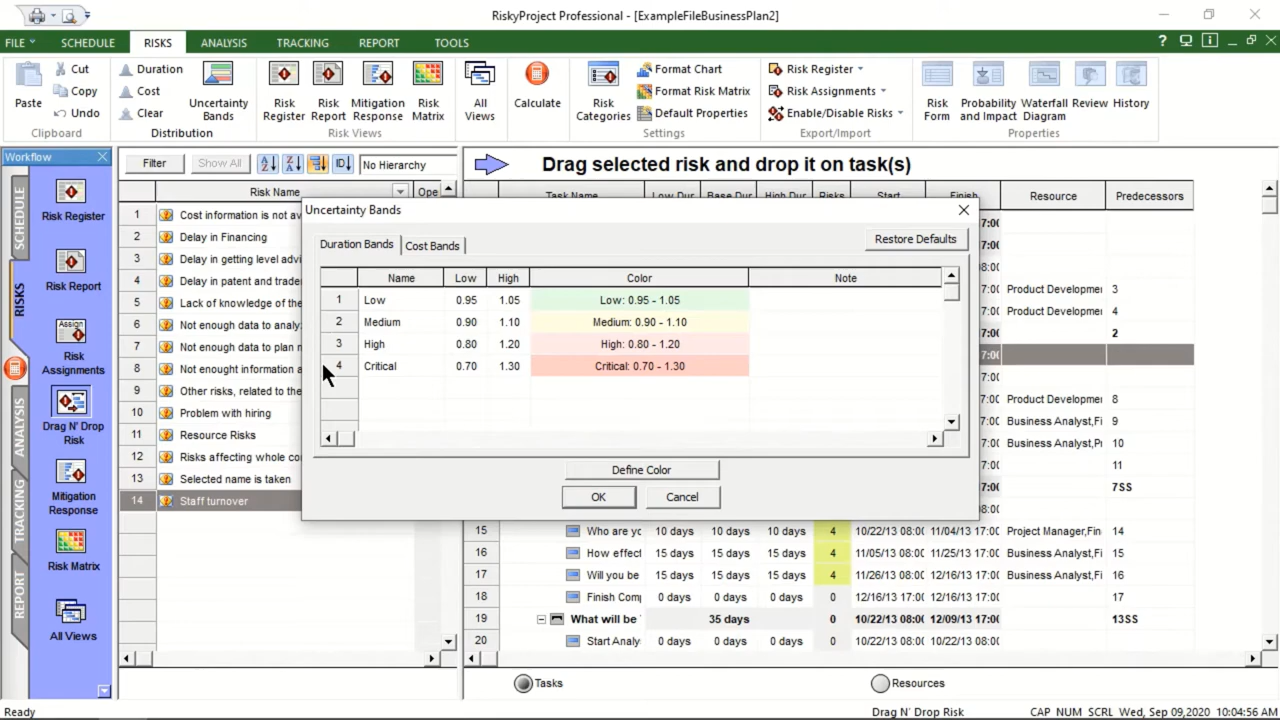 RiskyProject Professional - [ExampleFileBusinessPlan2]
FILE SCHEDULE RISKS ANALYSIS TRACKING REPORT TOOLS
Paste
Cut
Copy
Undo
Clipboard
Duration
Cost
Clear
Uncertainty Bands
Distribution
Risk Register
Risk Report
Mitigation Response
Risk Matrix
Risk Views
All Views
Calculate
Risk Categories
Format Chart
Format Risk Matrix
Default Properties
Settings
Risk Register
Risk Assignments
Enable/Disable Risks
Export/Import
Risk Form
Probability and Impact
Waterfall Diagram
Review
History
Properties
Workflow
SCHEDULE
RISKS
ANALYSIS
TRACKING
REPORT
Risk Register
Risk Report
Assign
Risk Assignments
Drag N' Drop Risk
Mitigation Response
Risk Matrix
All Views
Filter Show All No Hierarchy
Risk Name Ope
1 Cost information is not av
2 Delay in Financing
3 Delay in getting level advi
4 Delay in patent and trade
5 Lack of knowledge of the
6 Not enough data to analy
7 Not enough data to plan m
8 Not enought information a
9 Other risks, related to the
10 Problem with hiring
11 Resource Risks
12 Risks affecting whole co
13 Selected name is taken
14 Staff turnover
Drag selected risk and drop it on task(s)
Task Name Low Dur Base Dur High Dur Risks Start Finish Resource Predecessors
Product Developmer 3
Product Developmer 4
2
Product Developmer 8
Business Analyst,Fi 9
Business Analyst,Pr 10
11
7SS
15 Who are yc 10 days 10 days 10 days 4 10/22/13 08:0( 11/04/13 17:0( Project Manager,Fin 14
16 How effect 15 days 15 days 15 days 4 11/05/13 08:0( 11/25/13 17:0( Business Analyst,Fi 15
17 Will you be 15 days 15 days 15 days 4 11/26/13 08:0( 12/16/13 17:0( Business Analyst,Fi 16
18 Finish Comp 0 days 0 days 0 days 0 12/16/13 17:0( 12/16/13 17:0( 17
19 What will be 35 days 0 10/22/13 08:0( 12/09/13 17:0( 13SS
20 Start Analy 0 days 0 days 0 days 0 10/22/13 08:0( 10/22/13 08:0(
Uncertainty Bands
Duration Bands Cost Bands Restore Defaults
Name Low High Color Note
1 Low 0.95 1.05 Low: 0.95 - 1.05
2 Medium 0.90 1.10 Medium: 0.90 - 1.10
3 High 0.80 1.20 High: 0.80 - 1.20
4 Critical 0.70 1.30 Critical: 0.70 - 1.30
Define Color
OK Cancel
Tasks Resources
Ready Drag N' Drop Risk CAP NUM SCRL Wed, Sep 09,2020 10:04:56 AM